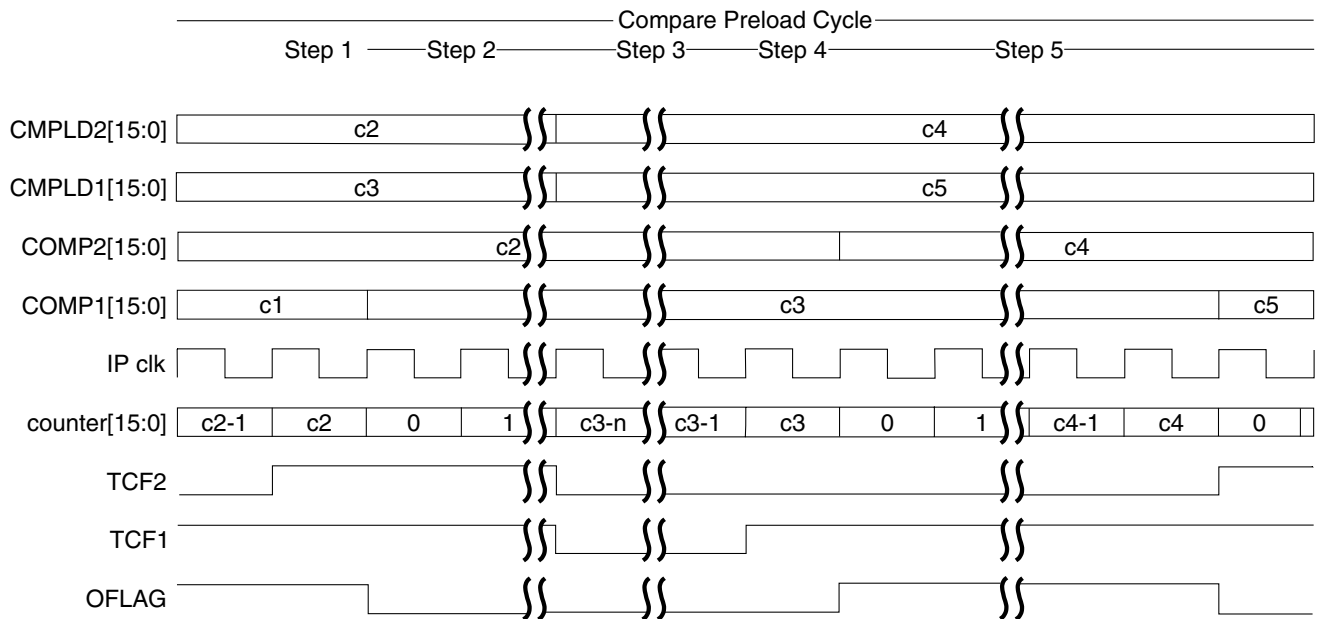 Compare Preload Cycle
Step 1 Step 2 Step 3 Step 4 Step 5
CMPLD2[15:0] c2 c4
CMPLD1[15:0] c3 c5
COMP2[15:0] c2 c4
COMP1[15:0] c1 c3 c5
IP clk
counter[15:0] c2-1 c2 0 1 c3-n c3-1 c3 0 1 c4-1 c4 0
TCF2
TCF1
OFLAG